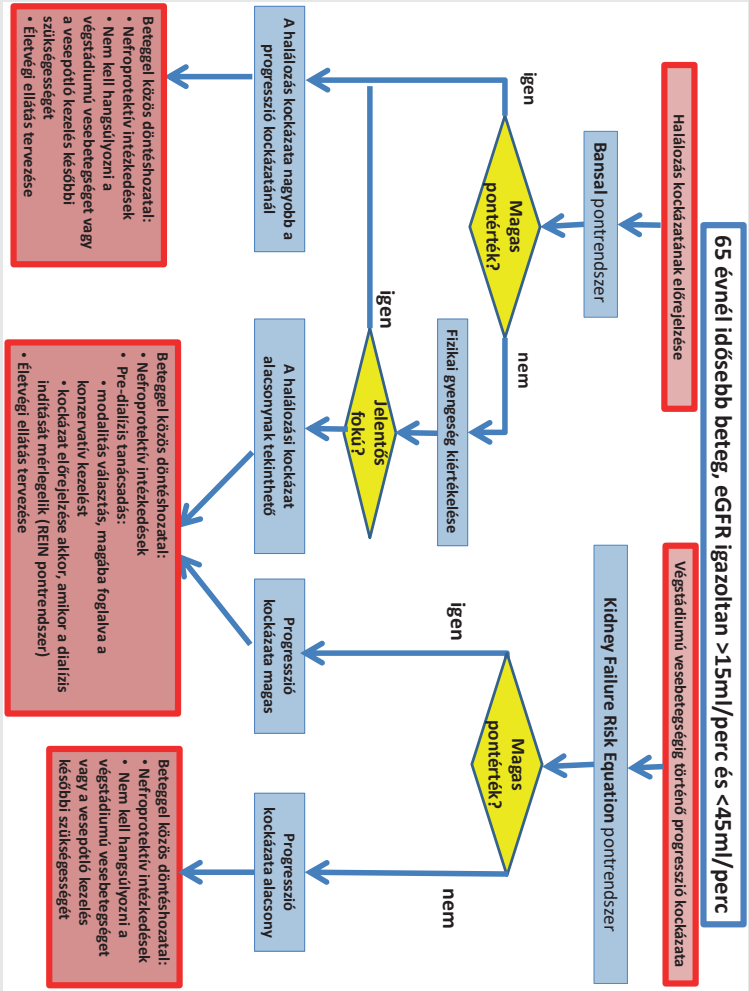 65 évnél idősebb beteg, eGFR igazoltan >15ml/perc és <45ml/perc
Halálozás kockázatának előrejelzése
Bansal pontrendszer
Magas
pontérték?
igen
nem
A halálozás kockázata nagyobb a
progresszió kockázatánál
Beteggel közös döntéshozatal:
• Nefroprotektív intézkedések
• Nem kell hangsúlyozni a
végstádiumú vesebetegséget vagy
a vesepótló kezelés későbbi
szükségességét
• Életvégi ellátás tervezése
Fizikai gyengeség kiértékelése
Jelentős
fokú?
igen
A halálozási kockázat
alacsonynak tekinthető
Beteggel közös döntéshozatal:
• Nefroprotektív intézkedések
• Pre-dialízis tanácsadás:
• modalitás választás, magába foglalva a
konzervatív kezelést
• kockázat előrejelzése akkor, amikor a dialízis
indítását mérlegelik (REIN pontrendszer)
• Életvégi ellátás tervezése
Végstádiumú vesebetegségig történő progresszió kockázata
Kidney Failure Risk Equation pontrendszer
Magas
pontérték?
igen
nem
Progresszió
kockázata magas
Progresszió
kockázata alacsony
Beteggel közös döntéshozatal:
• Nefroprotektív intézkedések
• Nem kell hangsúlyozni a
végstádiumú vesebetegséget
vagy a vesepótló kezelés
későbbi szükségességét